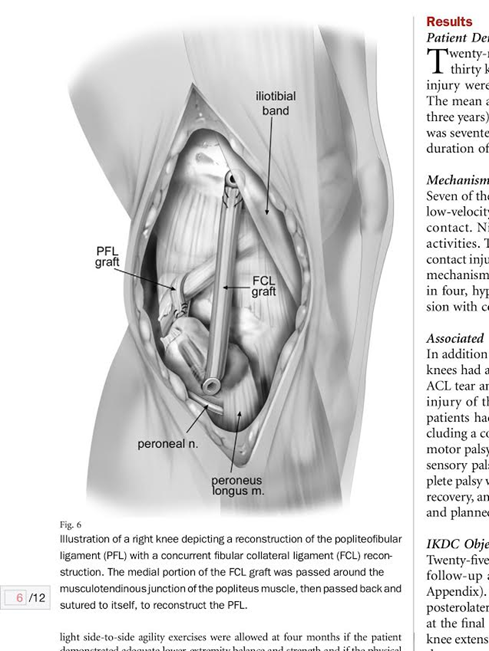 iliotibial
band
PFL
graft
FCL
graft
peroneal n.
peroneus
longus m.
Fig. 6
Illustration of a right knee depicting a reconstruction of the popliteofibular
ligament (PFL) with a concurrent fibular collateral ligament (FCL) recon-
struction. The medial portion of the FCL graft was passed around the
musculotendinous junction of the popliteus muscle, then passed back and
sutured to itself, to reconstruct the PFL.
6 /12
light side-to-side agility exercises were allowed at four months if the patient
demonstrated adequate lower-extremity balance and strength and if the physical
Results
Patient
Twenty-
thirty
injury were
The mean
three years)
was sevente
duration of
Mechanism
Seven of the
low-velocity
contact. Ni
activities. T
contact inju
mechanism
in four, hyp
sion with
Associated
In addition
knees had a
ACL tear an
injury of th
patients ha
cluding a co
motor palsy
sensory pals
plete palsy
recovery, an
and planne
IKDC Obje
Twenty-five
follow-up a
Appendix).
posterolater
at the final
knee extens